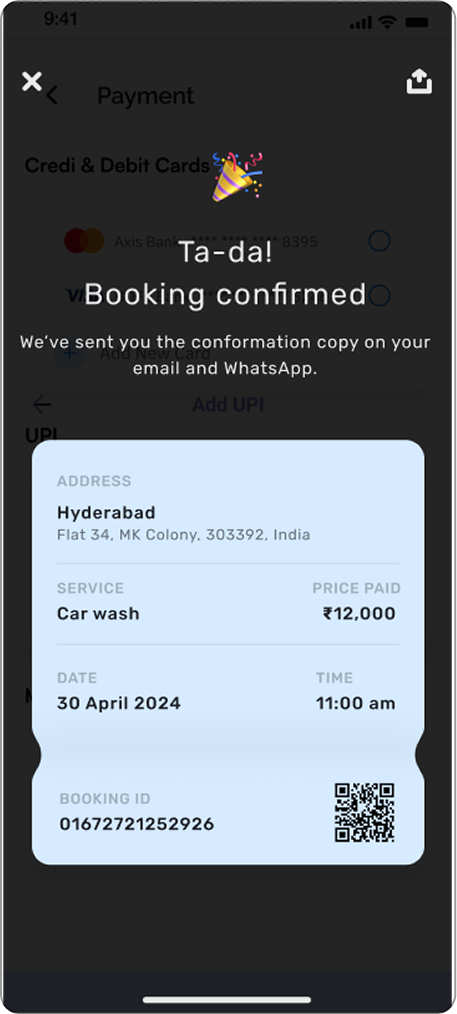 9:41
Payment
Credi & Debit Cards
Axis Bank **** **** **** 8395
Ta-da!
Booking confirmed
We've sent you the conformation copy on your
email and WhatsApp.
Add New Card
Add UPI
UPI
ADDRESS
Hyderabad
Flat 34, MK Colony, 303392, India
SERVICE PRICE PAID
Car wash ₹12,000
DATE TIME
30 April 2024 11:00 am
BOOKING ID
01672721252926